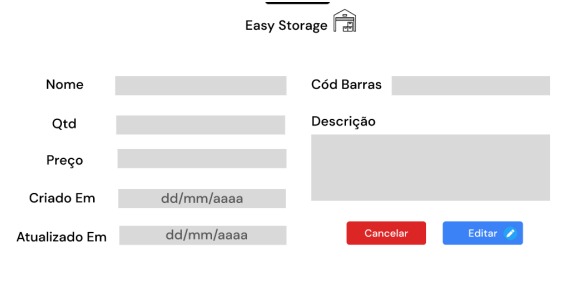 Easy Storage
Nome
Cód Barras
Qtd
Descrição
Preço
Criado Em
dd/mm/aaaa
Atualizado Em
dd/mm/aaaa
Cancelar
Editar